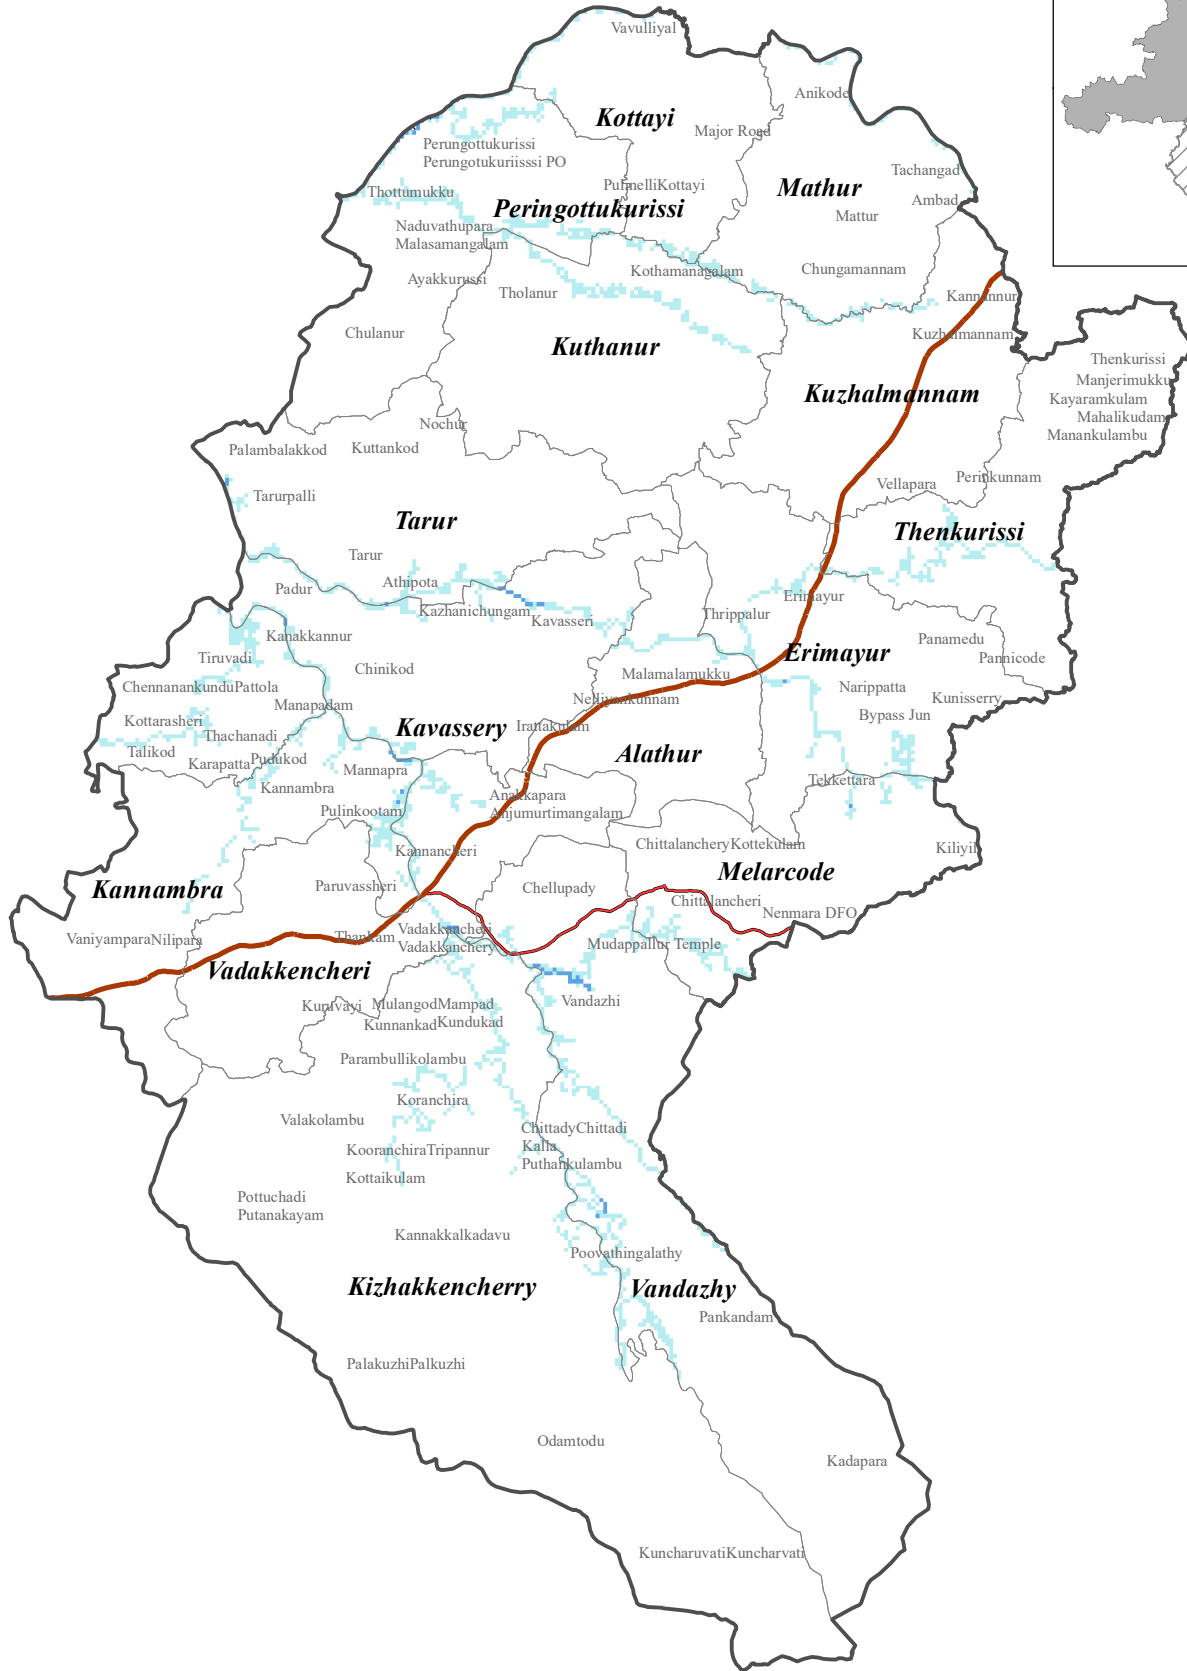 Vavulliyal
Anikode
Kottayi
Major Road
Perungottukurissi
Perungotukuriisssi PO
Tachangad
Thottumukku
PulinelliKottayi
Mathur
Ambad
Peringottukurissi
Mattur
Naduvathupara
Malasamangalam
Kothamanagalam
Chungamannam
Ayakkurussi
Tholanur
Kannannur
Chulanur
Kuthanur
Kuzhalmannam
Thenkurissi
Manjerimukku
Kuzhalmannam
Kayaramkulam
Mahalikudam
Nochur
Manankulambu
Palambalakkod
Kuttankod
Perinkunnam
Vellapara
Tarurpalli
Tarur
Thenkurissi
Tarur
Athipota
Padur
Erimayur
Kazhanichungam
Kavasseri
Thrippalur
Kanakkannur
Panamedu
Erimayur
Tiruvadi
Pannicode
Chinikod
Malamalamukku
ChennanankunduPattola
Narippatta
Nelliyankunnam
Kunisserry
Manapadam
Bypass Jun
Kottarasheri
Kavassery
Irattakulam
Thachanadi
Talikod
Pudukod
Alathur
Karapatta
Mannapra
Tekkettara
Kannambra
Anakkapara
Pulinkootam
Anjumurtimangalam
ChittalancheryKottekulam
Kiliyil
Kannancheri
Melarcode
Kannambra
Paruvassheri
Chellupady
Chittalancheri
Nenmara DFO
Vadakkancheri
VaniyamparaNilipara
Thankam
Vadakkanchery
Mudappallur Temple
Vadakkencheri
Vandazhi
Kuruvayi
MulangodMampad
KunnankadKundukad
Parambullikolambu
Koranchira
Valakolambu
ChittadyChittadi
Kalla
KooranchiraTripannur
Puthankulambu
Kottaikulam
Pottuchadi
Putanakayam
Kannakkalkadavu
Poovathingalathy
Kizhakkencherry
Vandazhy
Pankandam
PalakuzhiPalkuzhi
Odamtodu
Kadapara
KuncharuvatiKuncharvati